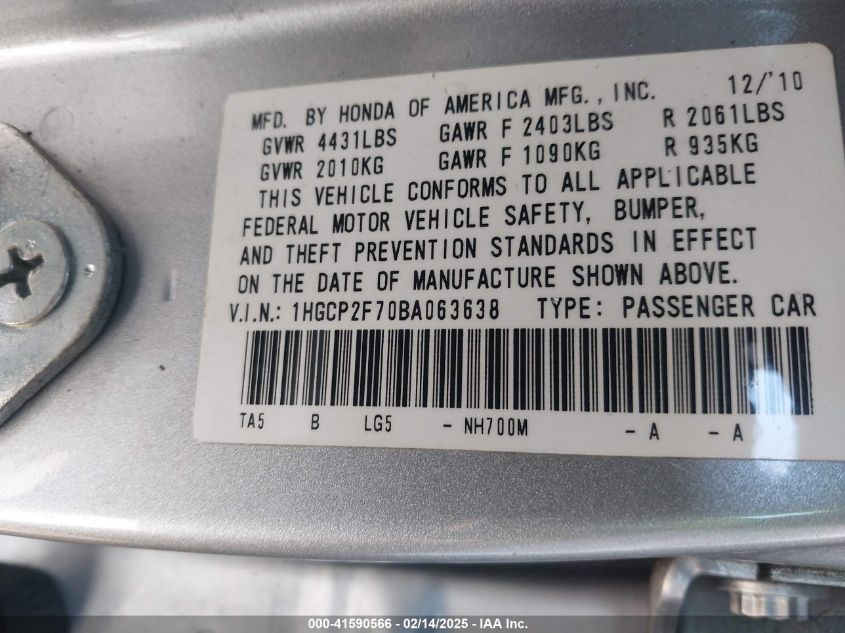 MFD. BY HONDA OF AMERICA MFG., INC. 12/'10
GVWR 4431LBS GAWR F 2403LBS R 2061LBS
GVWR 2010KG GAWR F 1090KG R 935KG
THIS VEHICLE CONFORMS TO ALL APPLICABLE
FEDERAL MOTOR VEHICLE SAFETY, BUMPER,
AND THEFT PREVENTION STANDARDS IN EFFECT
ON THE DATE OF MANUFACTURE SHOWN ABOVE.
V.I.N.: 1HGCP2F70BA063638 TYPE: PASSENGER CAR
TA5 B LG5 - NH700M - A - A
000-41590566 - 02/14/2025 - IAA Inc.